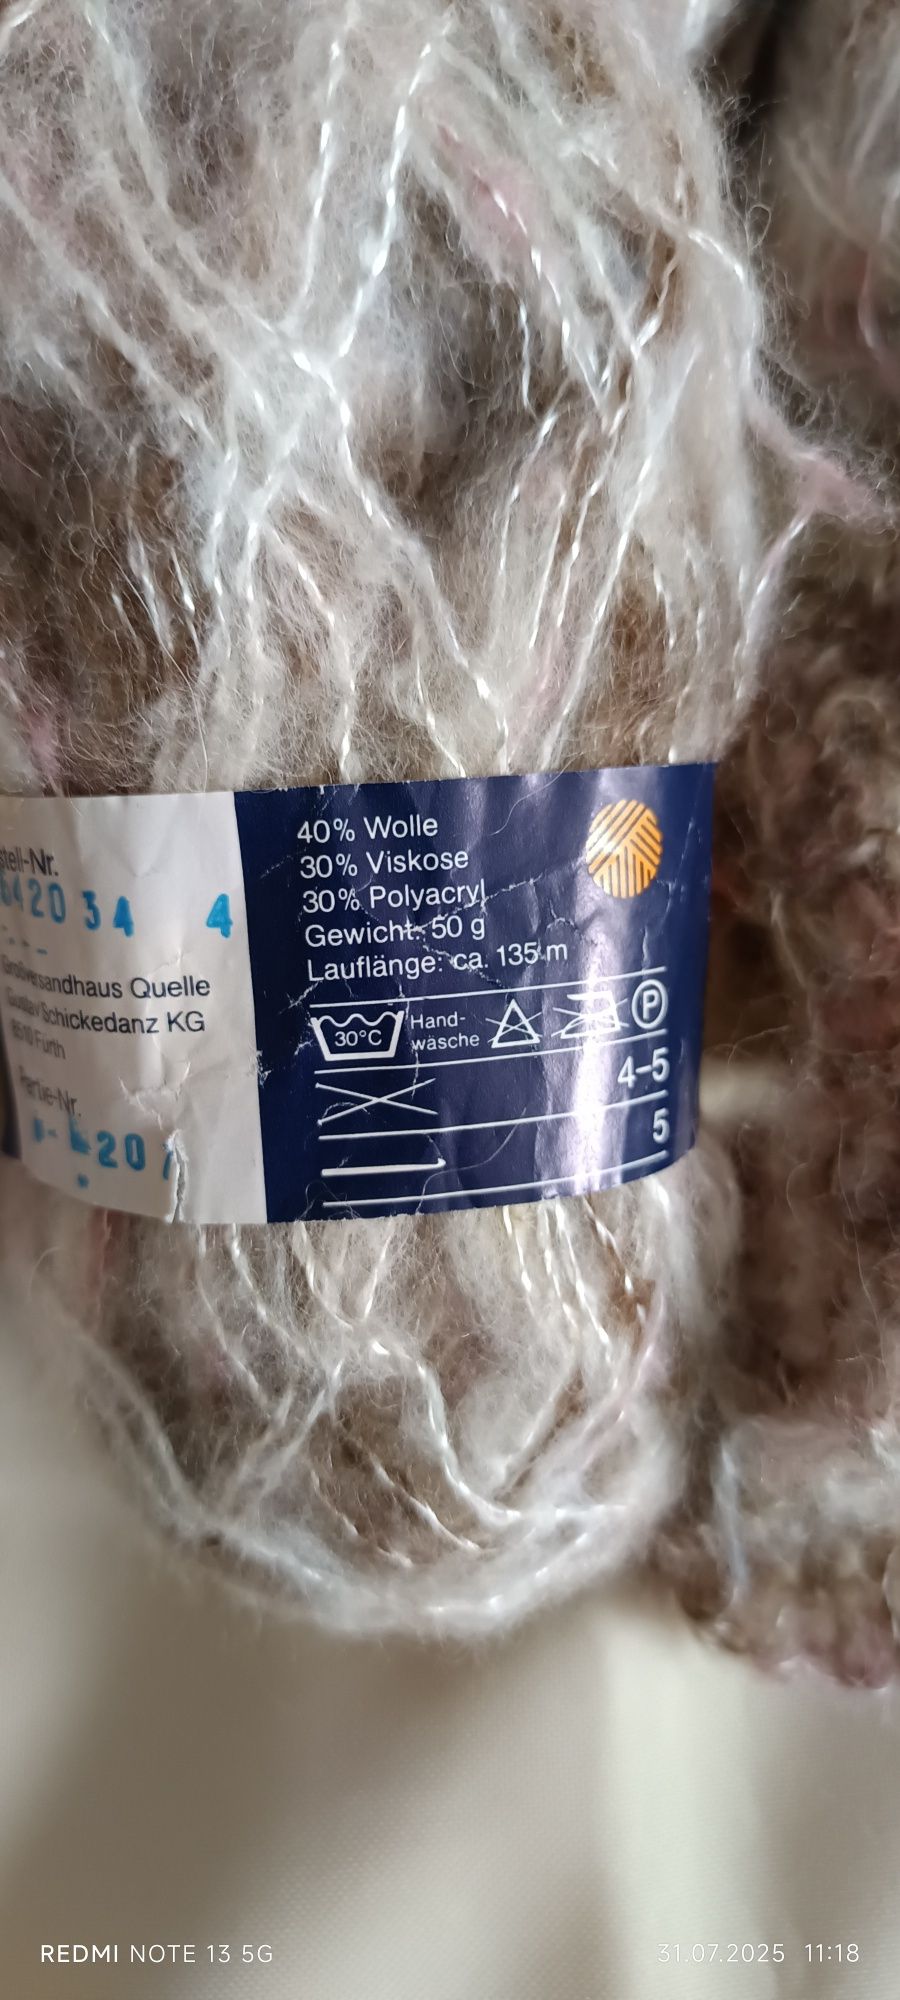 stell-Nr.
642034 4
Großversandhaus Quelle
Gustav Schickedanz KG
8510 Fürth
Partie-Nr.
420
40% Wolle
30% Viskose
30% Polyacryl
Gewicht: 50 g
Lauflänge: ca. 135 m
30°C
Hand-
wäsche
P
4-5
5
REDMI NOTE 13 5G
31.07.2025 11:18